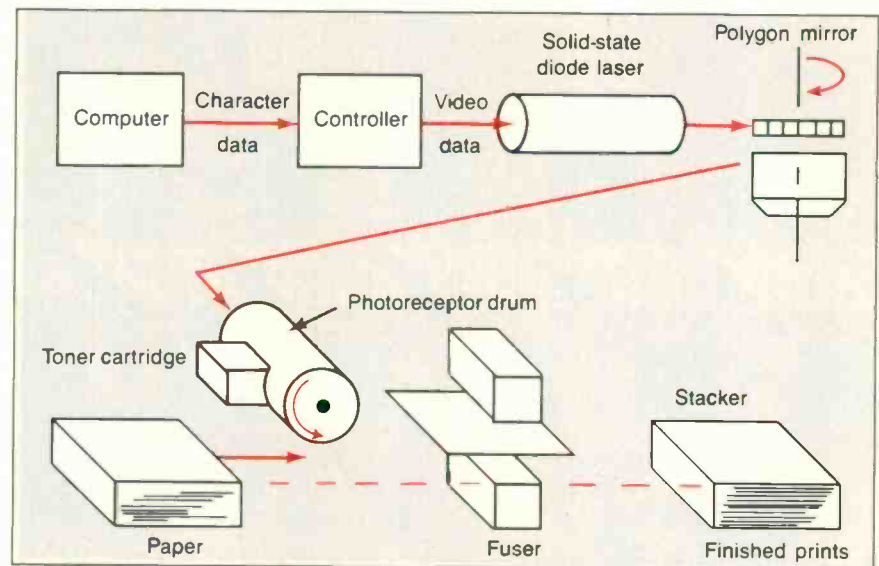 Solid-state
diode laser
Polygon mirror
Computer
Character
data
Controller
Video
data
Photoreceptor drum
Toner cartridge
Stacker
Paper
Fuser
Finished prints